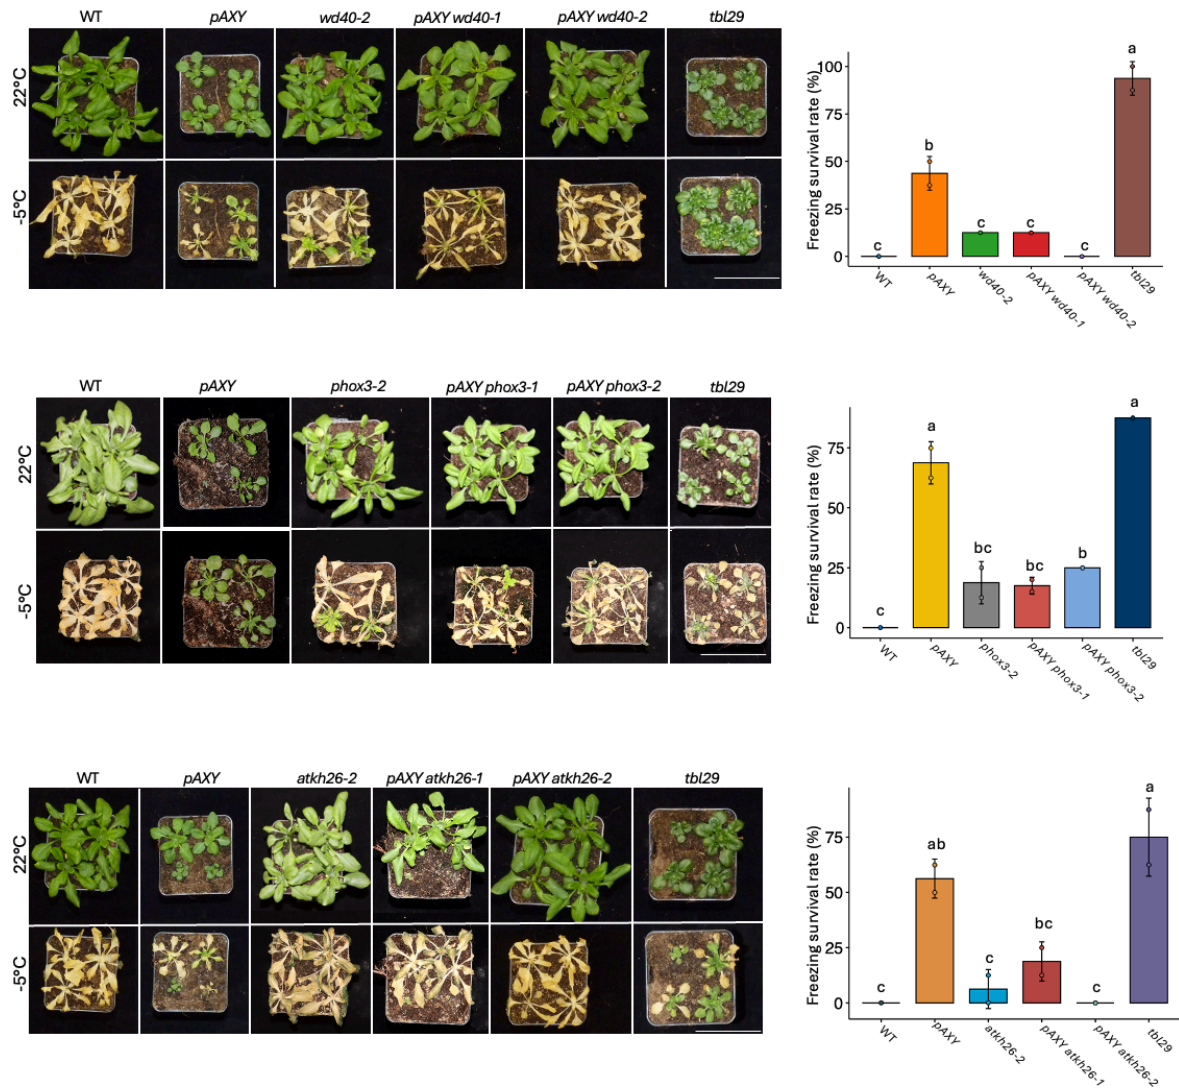 WT pAXY wd40-2 pAXY wd40-1 pAXY wd40-2 tbl29
22°C
-5°C
Freezing survival rate (%)
100
75
50
25
0
c
b
c
c
c
a
WT
pAXY
wd40-2
pAXY wd40-1
pAXY wd40-2
tbl29
WT pAXY phox3-2 pAXY phox3-1 pAXY phox3-2 tbl29
22°C
-5°C
Freezing survival rate (%)
75
50
25
0
c
a
bc
bc
b
a
WT
pAXY
phox3-2
pAXY phox3-1
pAXY phox3-2
tbl29
WT pAXY atkh26-2 pAXY atkh26-1 pAXY atkh26-2 tbl29
22°C
-5°C
Freezing survival rate (%)
75
50
25
0
c
ab
c
bc
c
a
WT
pAXY
atkh26-2
pAXY atkh26-1
pAXY atkh26-2
tbl29